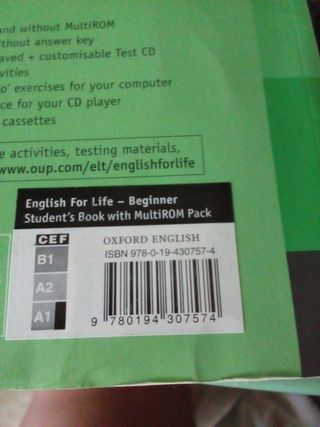 and without MultiROM
without answer key
aved + customisable Test CD
vities
o' exercises for your computer
ce for your CD player
cassettes
e activities, testing materials,
www.oup.com/elt/englishforlife
English For Life – Beginner
Student's Book with MultiROM Pack
CEF
B1
A2
A1
OXFORD ENGLISH
ISBN 978-0-19-430757-4
9 780194 307574